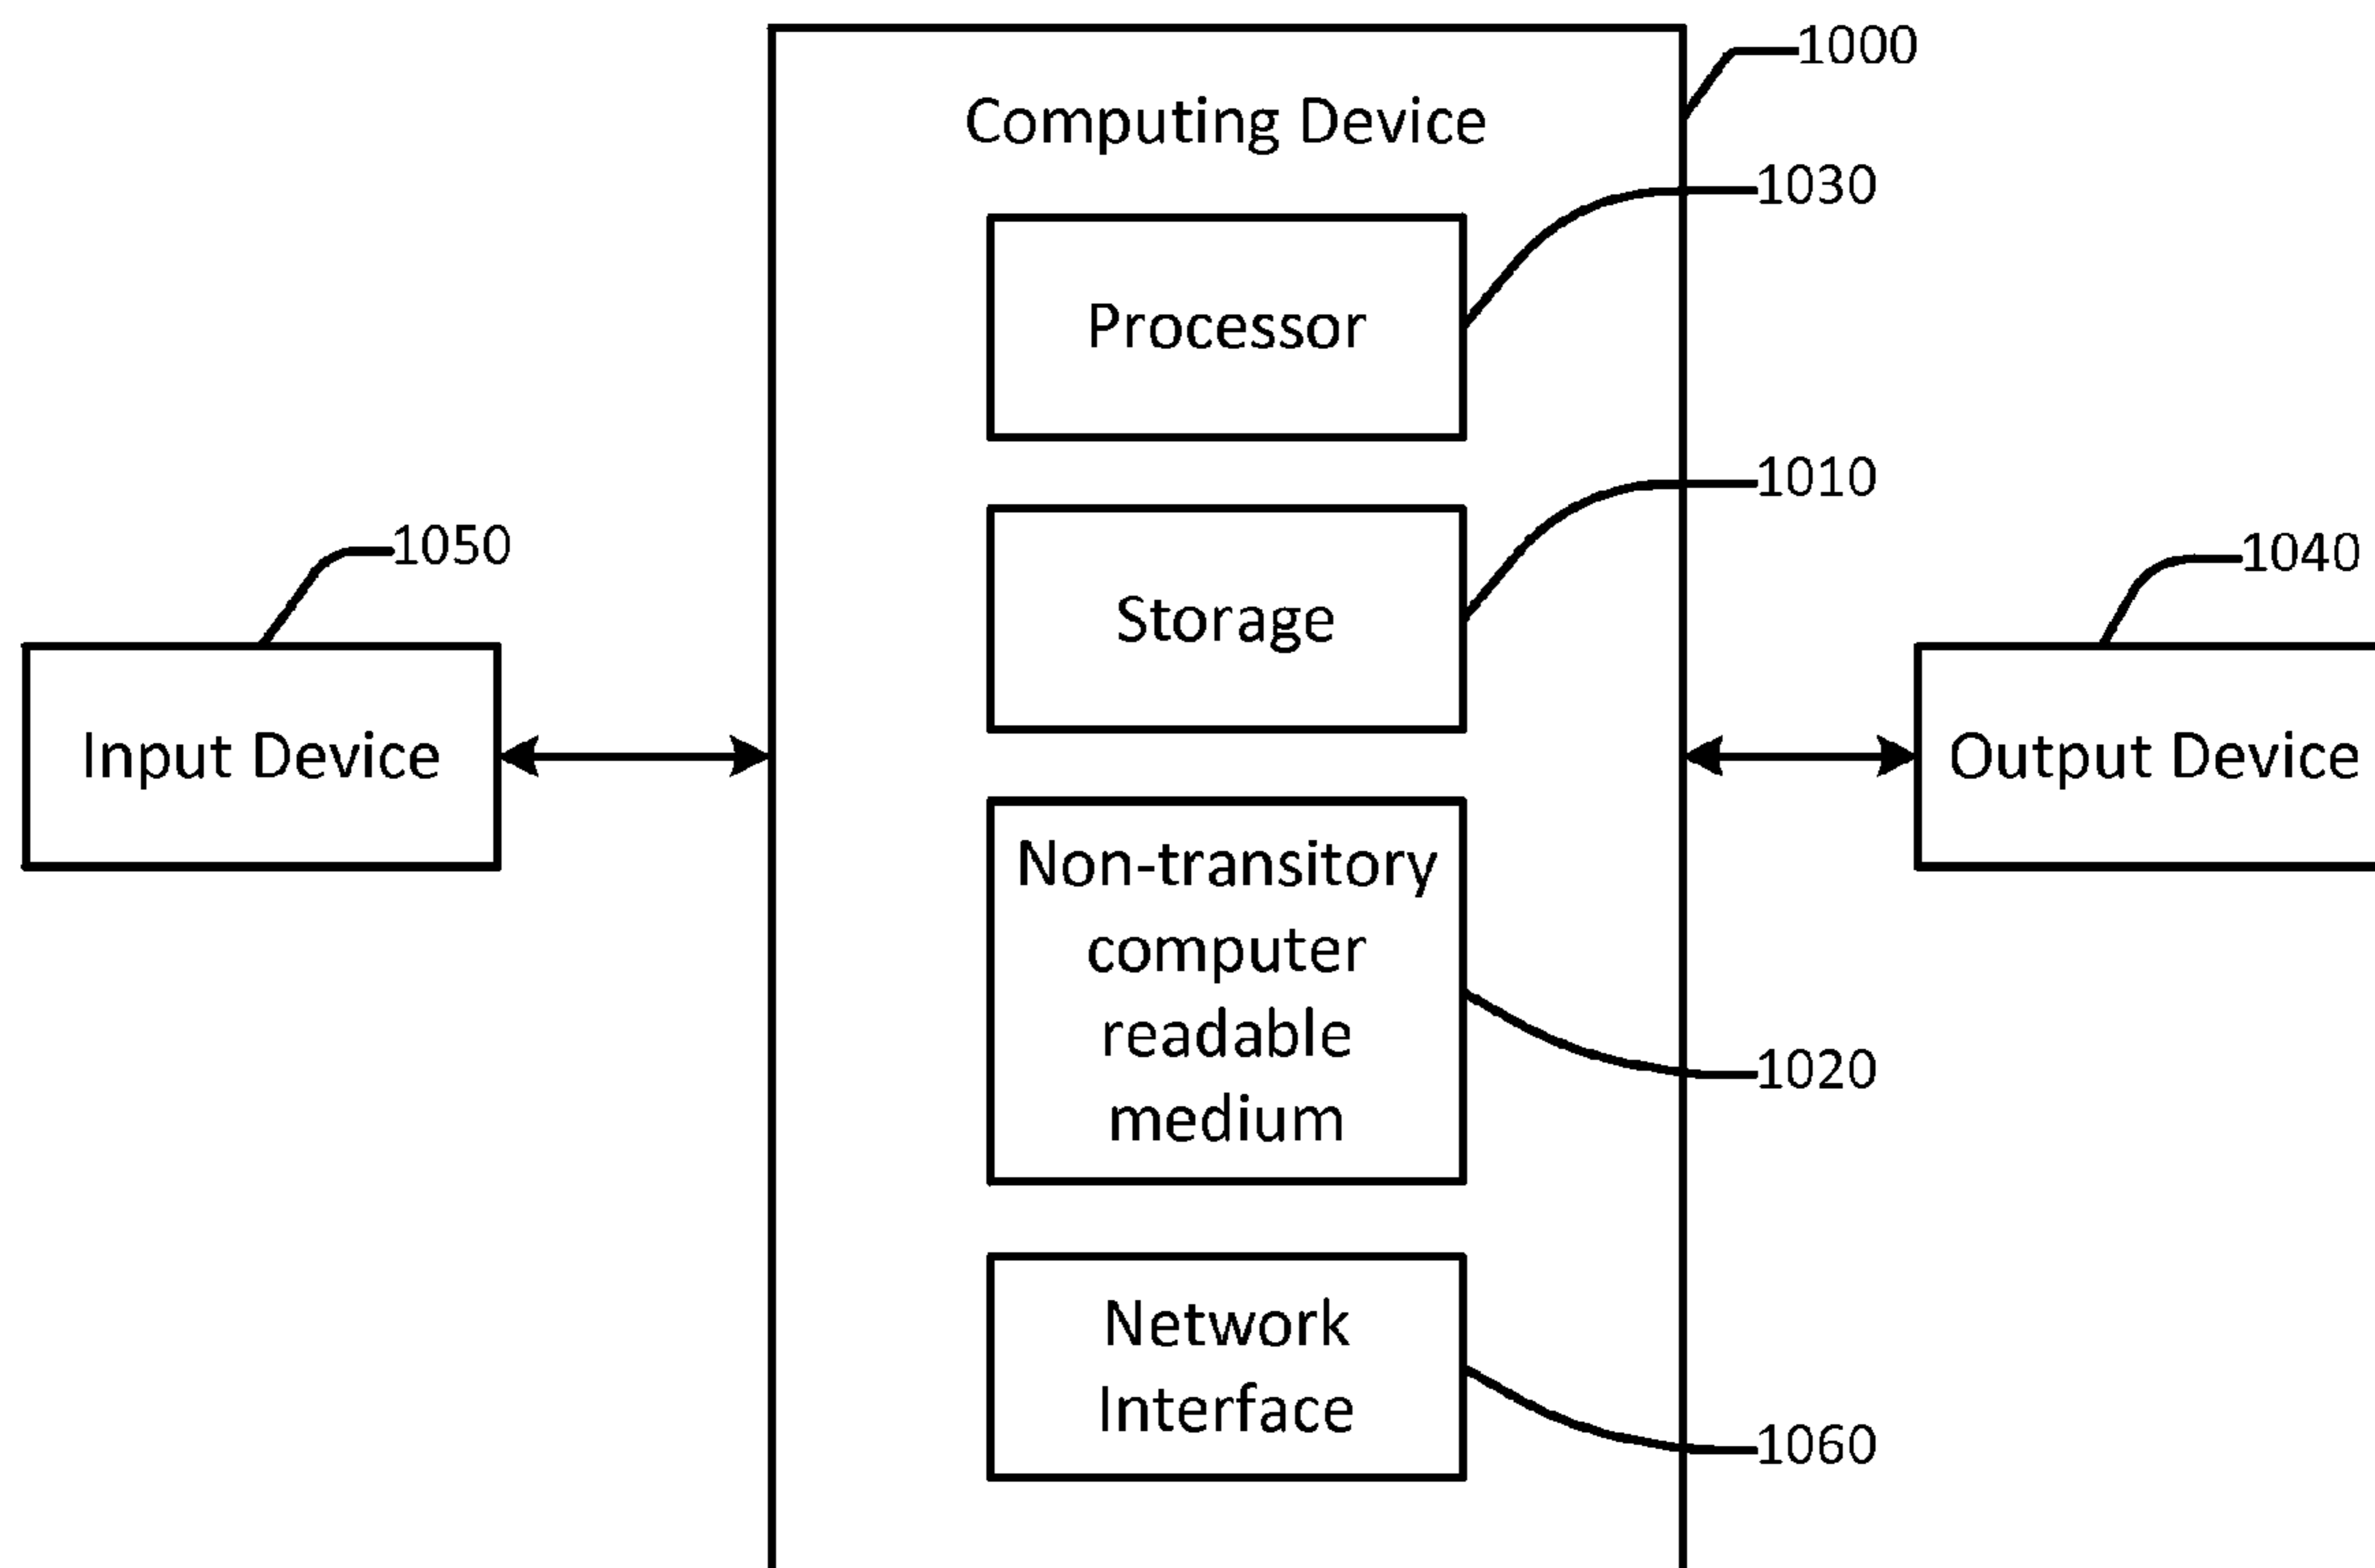 1000
Computing Device
1030
Processor
1010
Storage
1050
1040
Input Device
Output Device
Non-transitory
computer
readable
medium
1020
Network
Interface
1060